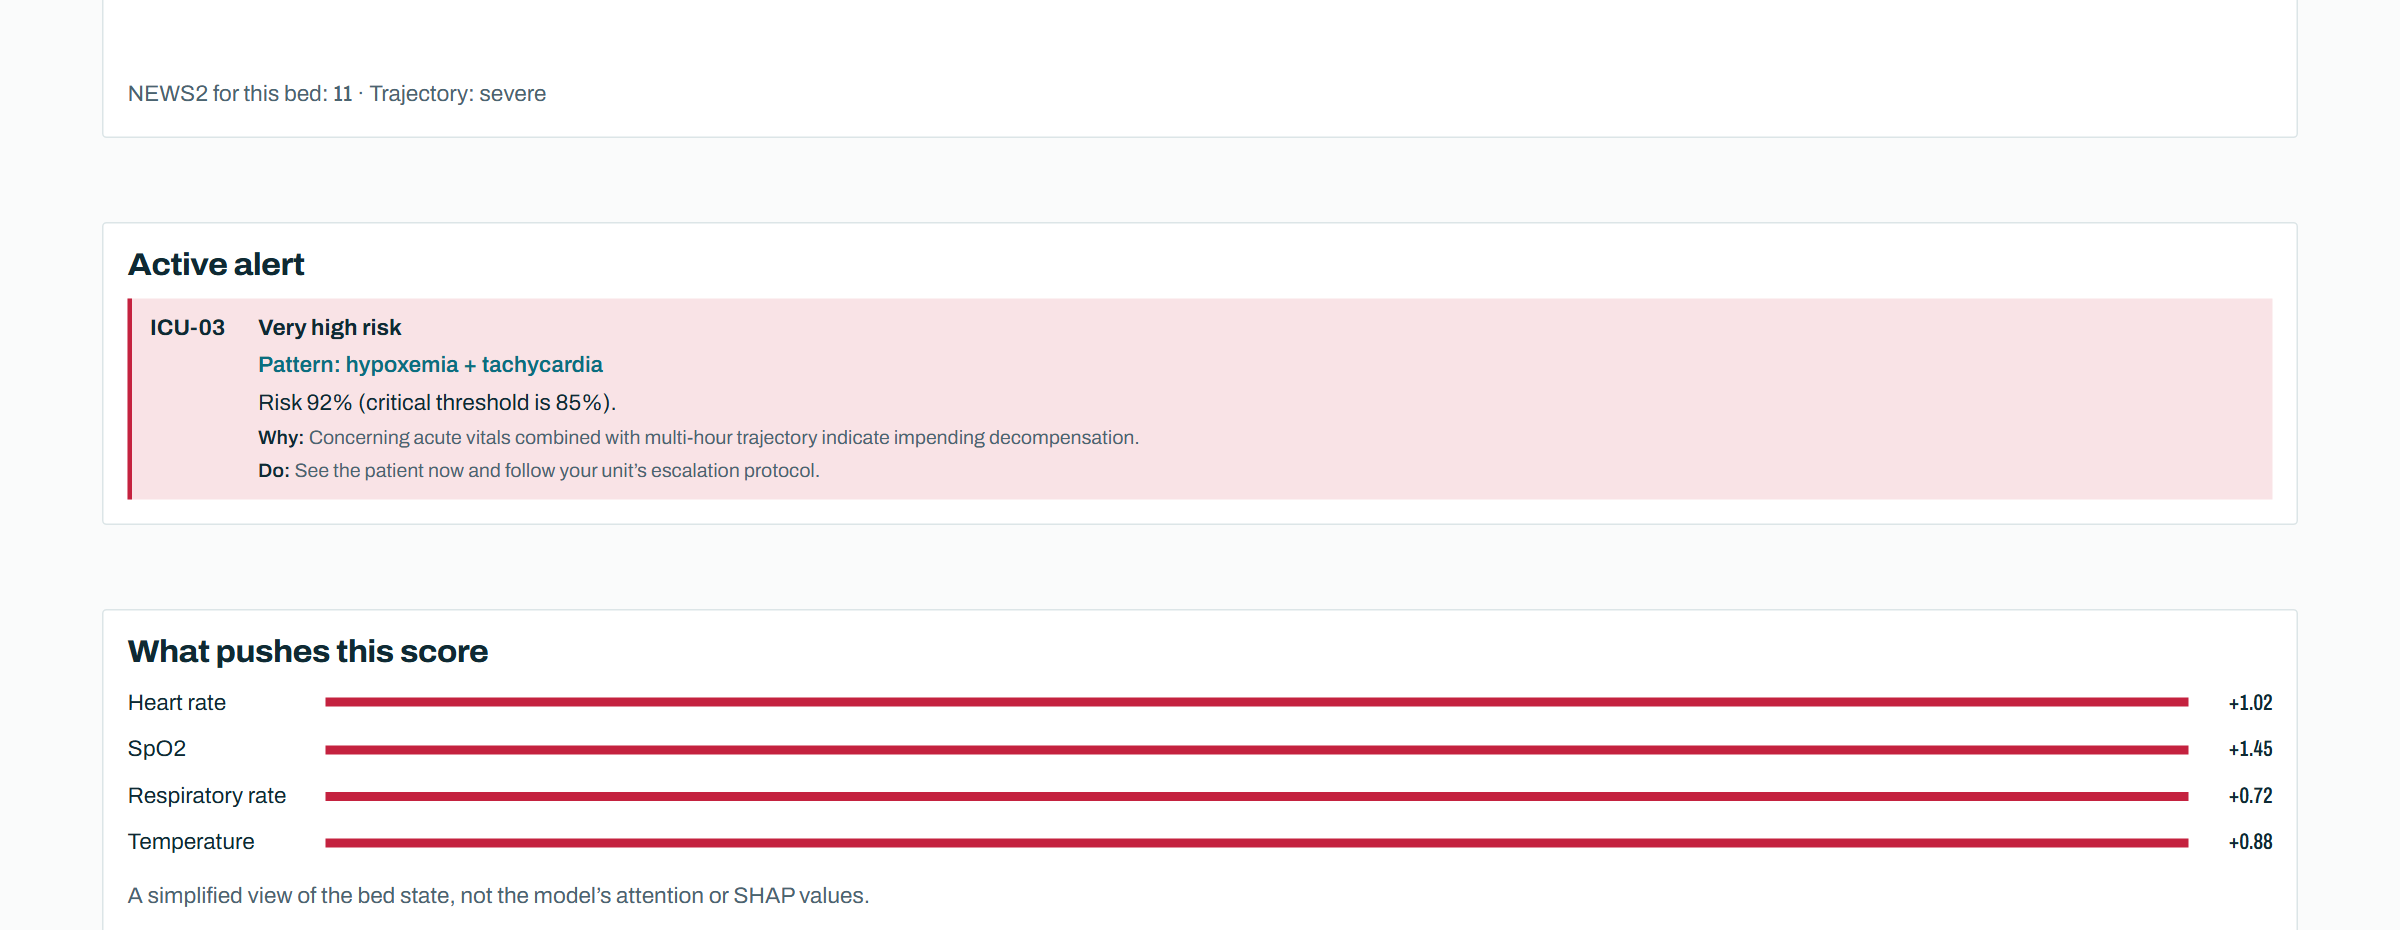 NEWS2 for this bed: 11 · Trajectory: severe
Active alert
ICU-03
Very high risk
Pattern: hypoxemia + tachycardia
Risk 92% (critical threshold is 85%).
Why: Concerning acute vitals combined with multi-hour trajectory indicate impending decompensation.
Do: See the patient now and follow your unit’s escalation protocol.
What pushes this score
Heart rate +1.02
SpO2 +1.45
Respiratory rate +0.72
Temperature +0.88
A simplified view of the bed state, not the model’s attention or SHAP values.